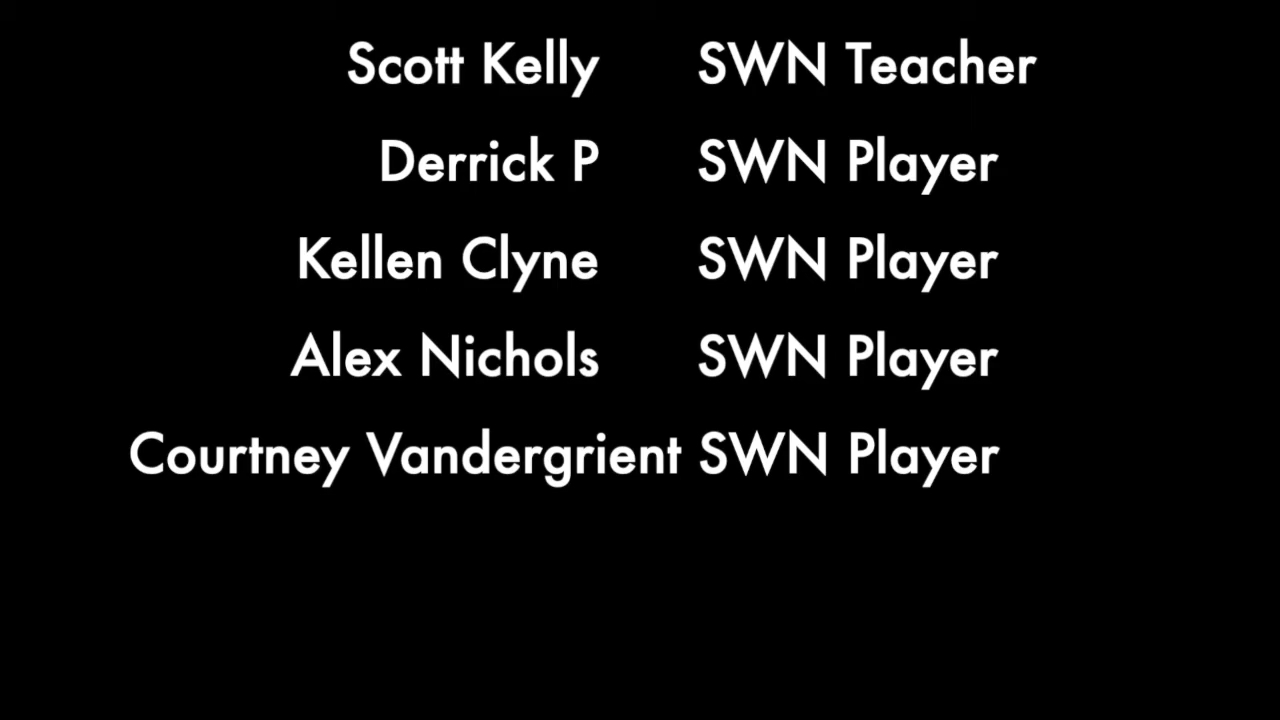 Scott Kelly SWN Teacher
Derrick P SWN Player
Kellen Clyne SWN Player
Alex Nichols SWN Player
Courtney Vandergrient SWN Player